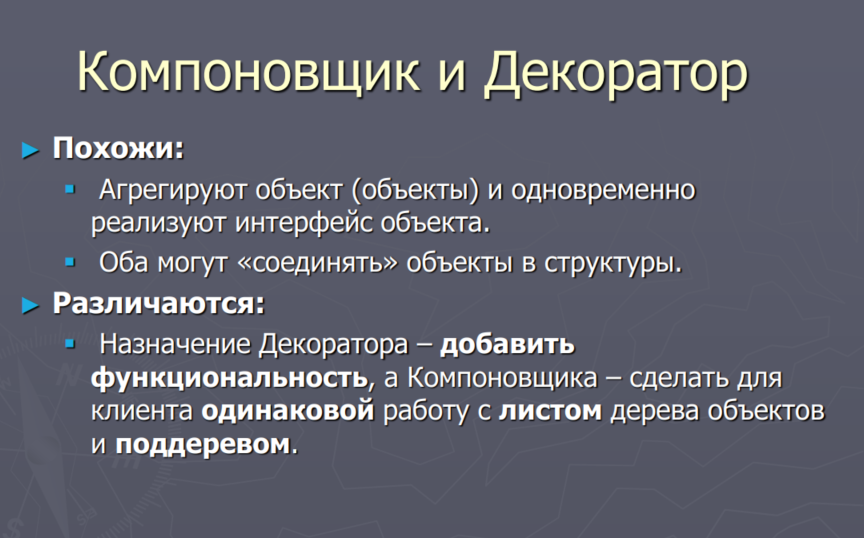 Компоновщик и Декоратор
Похожи:
Агрегируют объект (объекты) и одновременно
реализуют интерфейс объекта.
Оба могут «соединять» объекты в структуры.
Различаются:
Назначение Декоратора – добавить
функциональность, а Компоновщика – сделать для
клиента одинаковой работу с листом дерева объектов
и поддеревом.